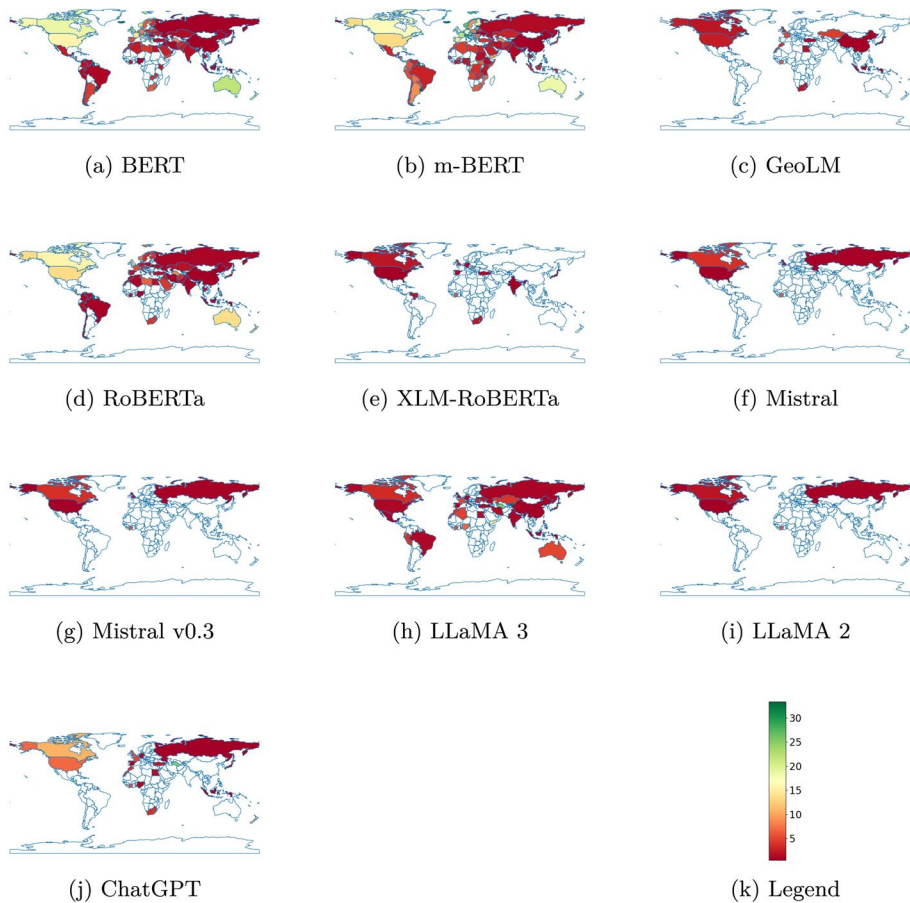 (a) BERT
(b) m-BERT
(c) GeoLM
(d) RoBERTa
(e) XLM-RoBERTa
(f) Mistral
(g) Mistral v0.3
(h) LLaMA 3
(i) LLaMA 2
30
25
20
15
10
5
(j) ChatGPT
(k) Legend